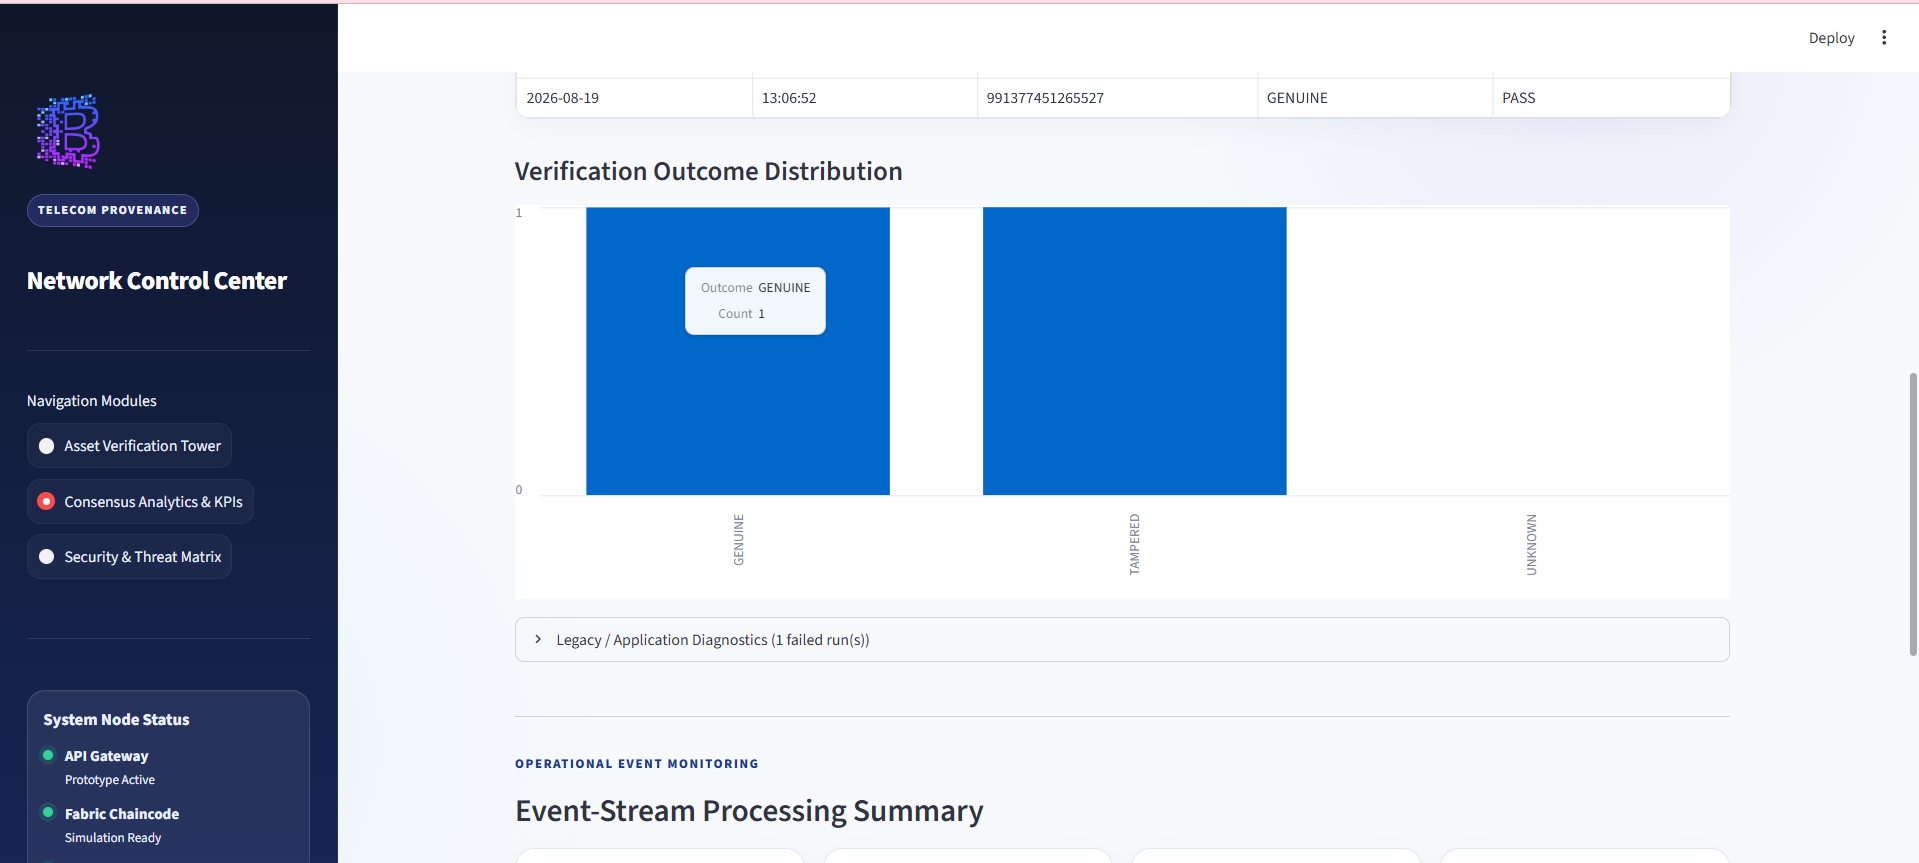 Deploy
TELECOM PROVENANCE
Network Control Center
Navigation Modules
Asset Verification Tower
Consensus Analytics & KPIs
Security & Threat Matrix
System Node Status
API Gateway
Prototype Active
Fabric Chaincode
Simulation Ready
2026-08-19 13:06:52 991377451265527 GENUINE PASS
Verification Outcome Distribution
1
Outcome GENUINE
Count 1
0
GENUINE
TAMPERED
UNKNOWN
Legacy / Application Diagnostics (1 failed run(s))
OPERATIONAL EVENT MONITORING
Event-Stream Processing Summary